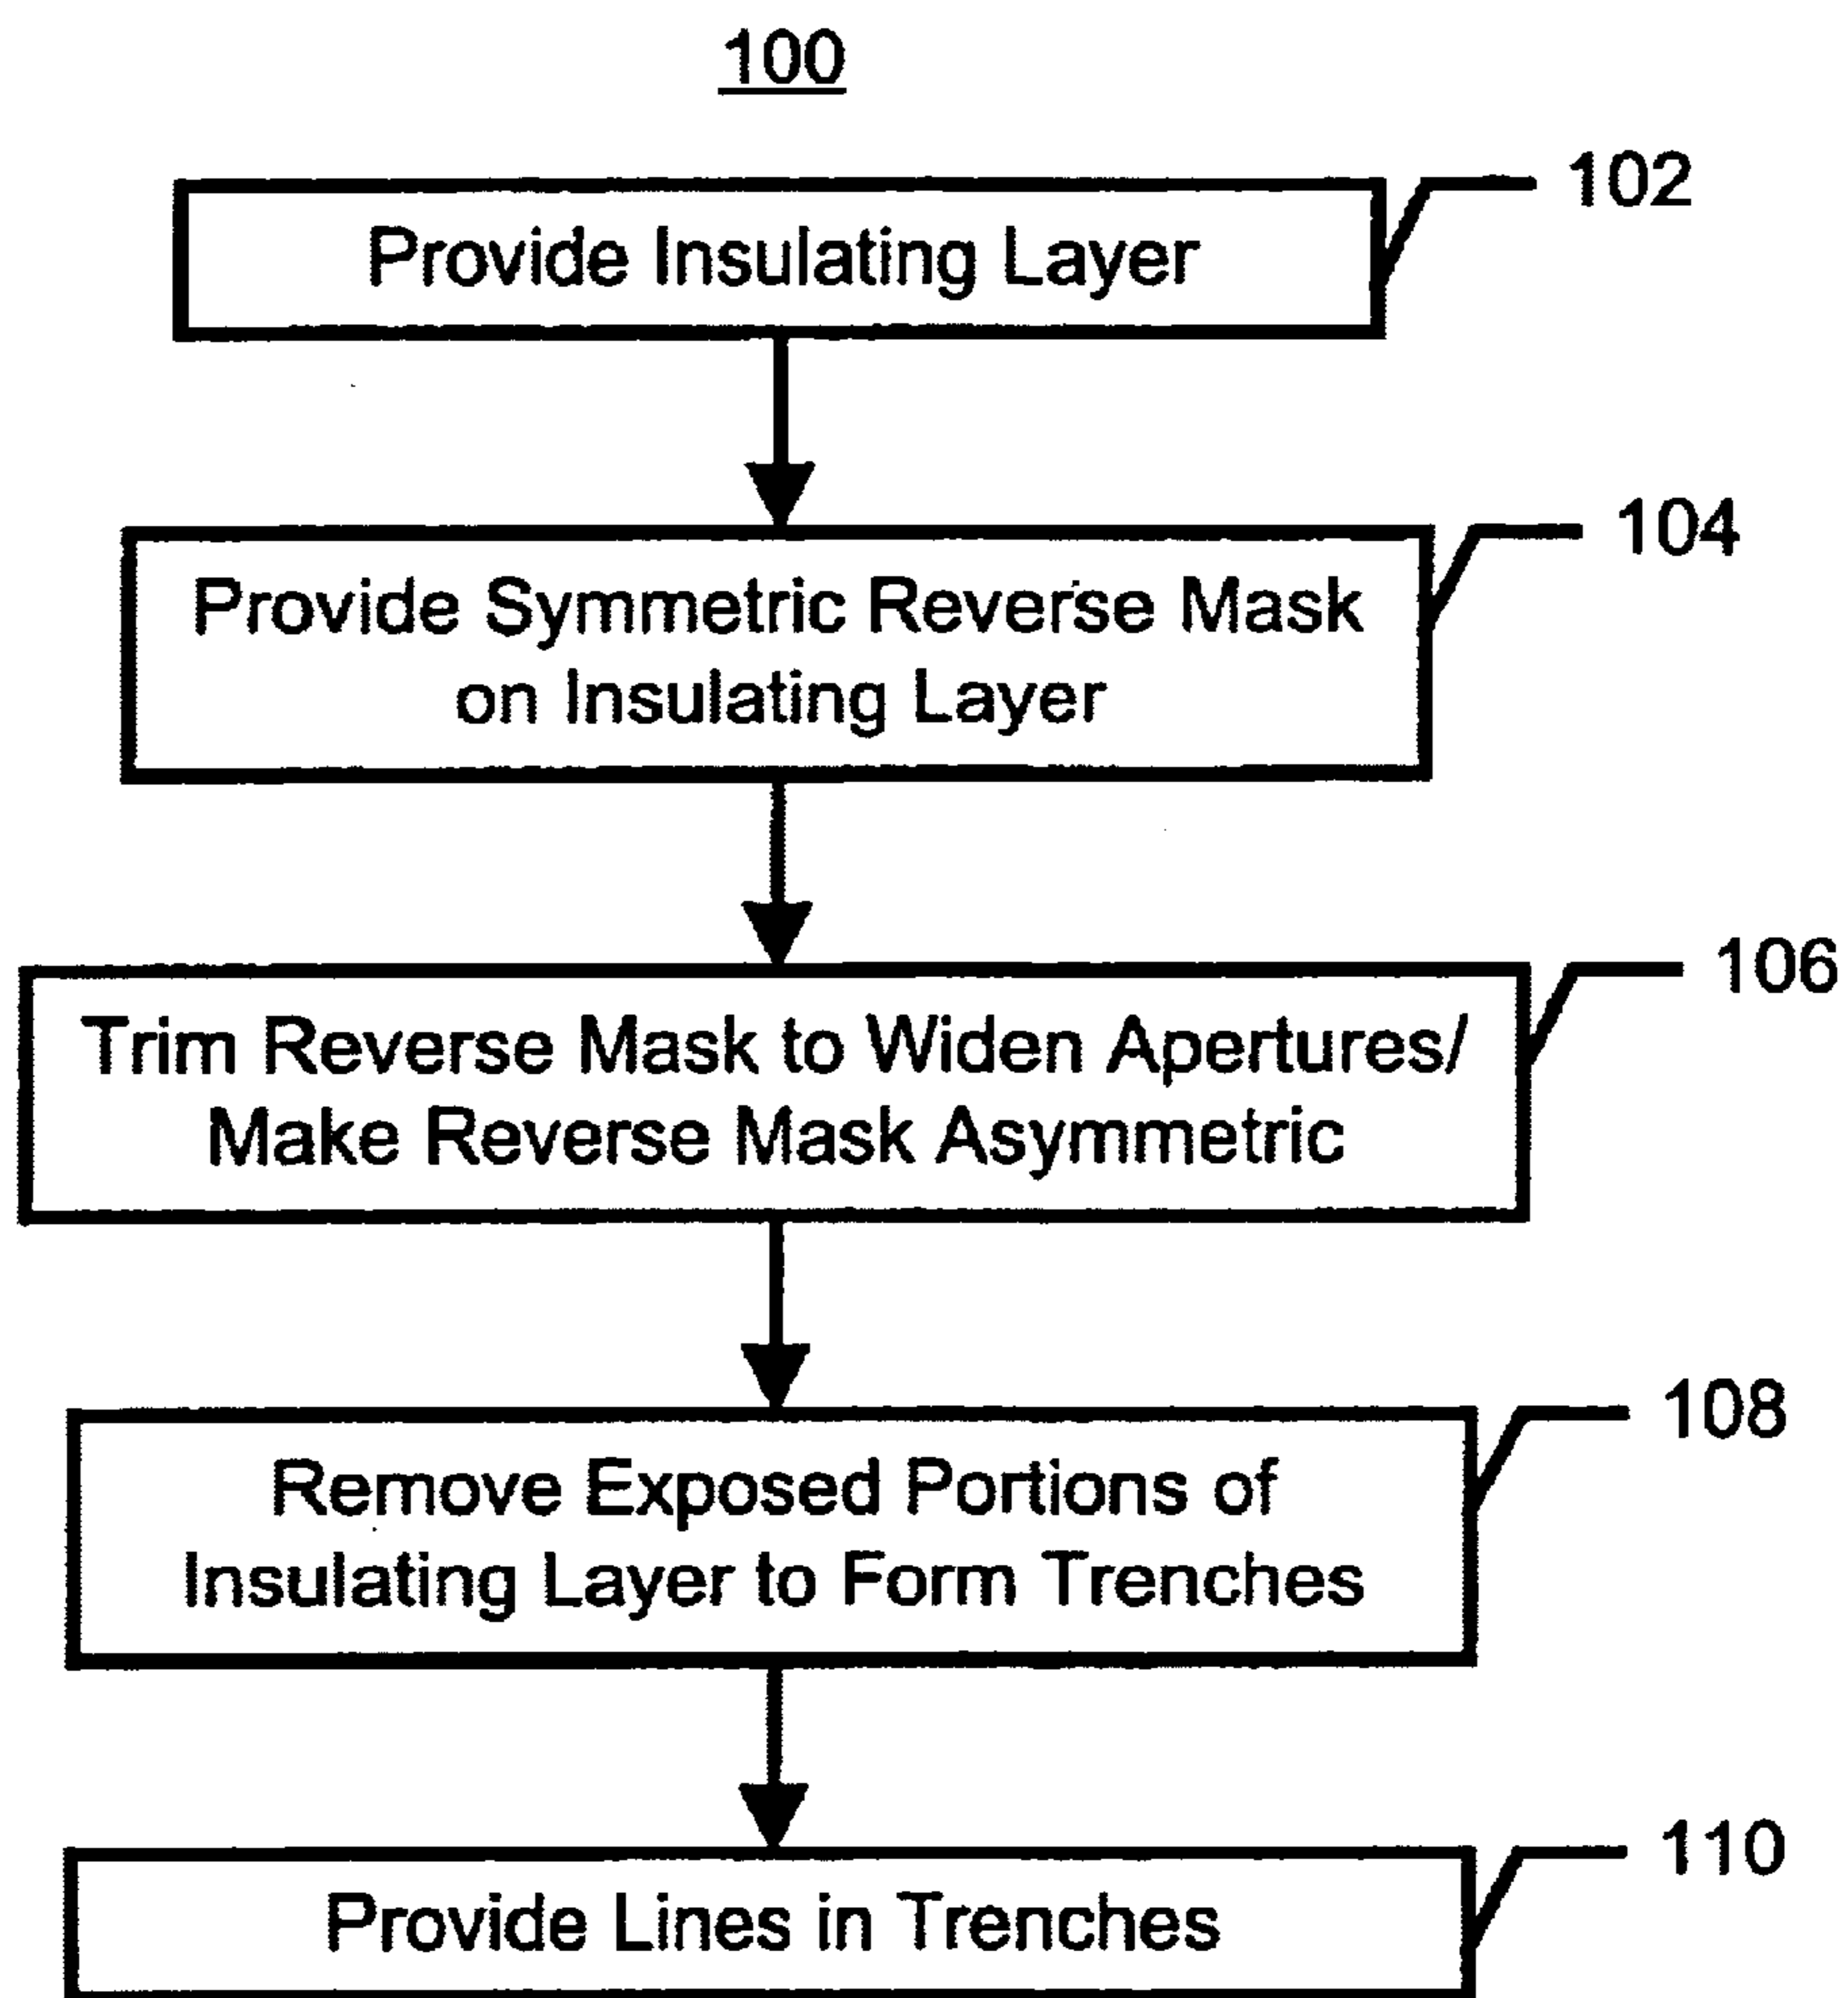 100
102
Provide Insulating Layer
104
Provide Symmetric Reverse Mask
on Insulating Layer
106
Trim Reverse Mask to Widen Apertures/
Make Reverse Mask Asymmetric
108
Remove Exposed Portions of
Insulating Layer to Form Trenches
110
Provide Lines in Trenches